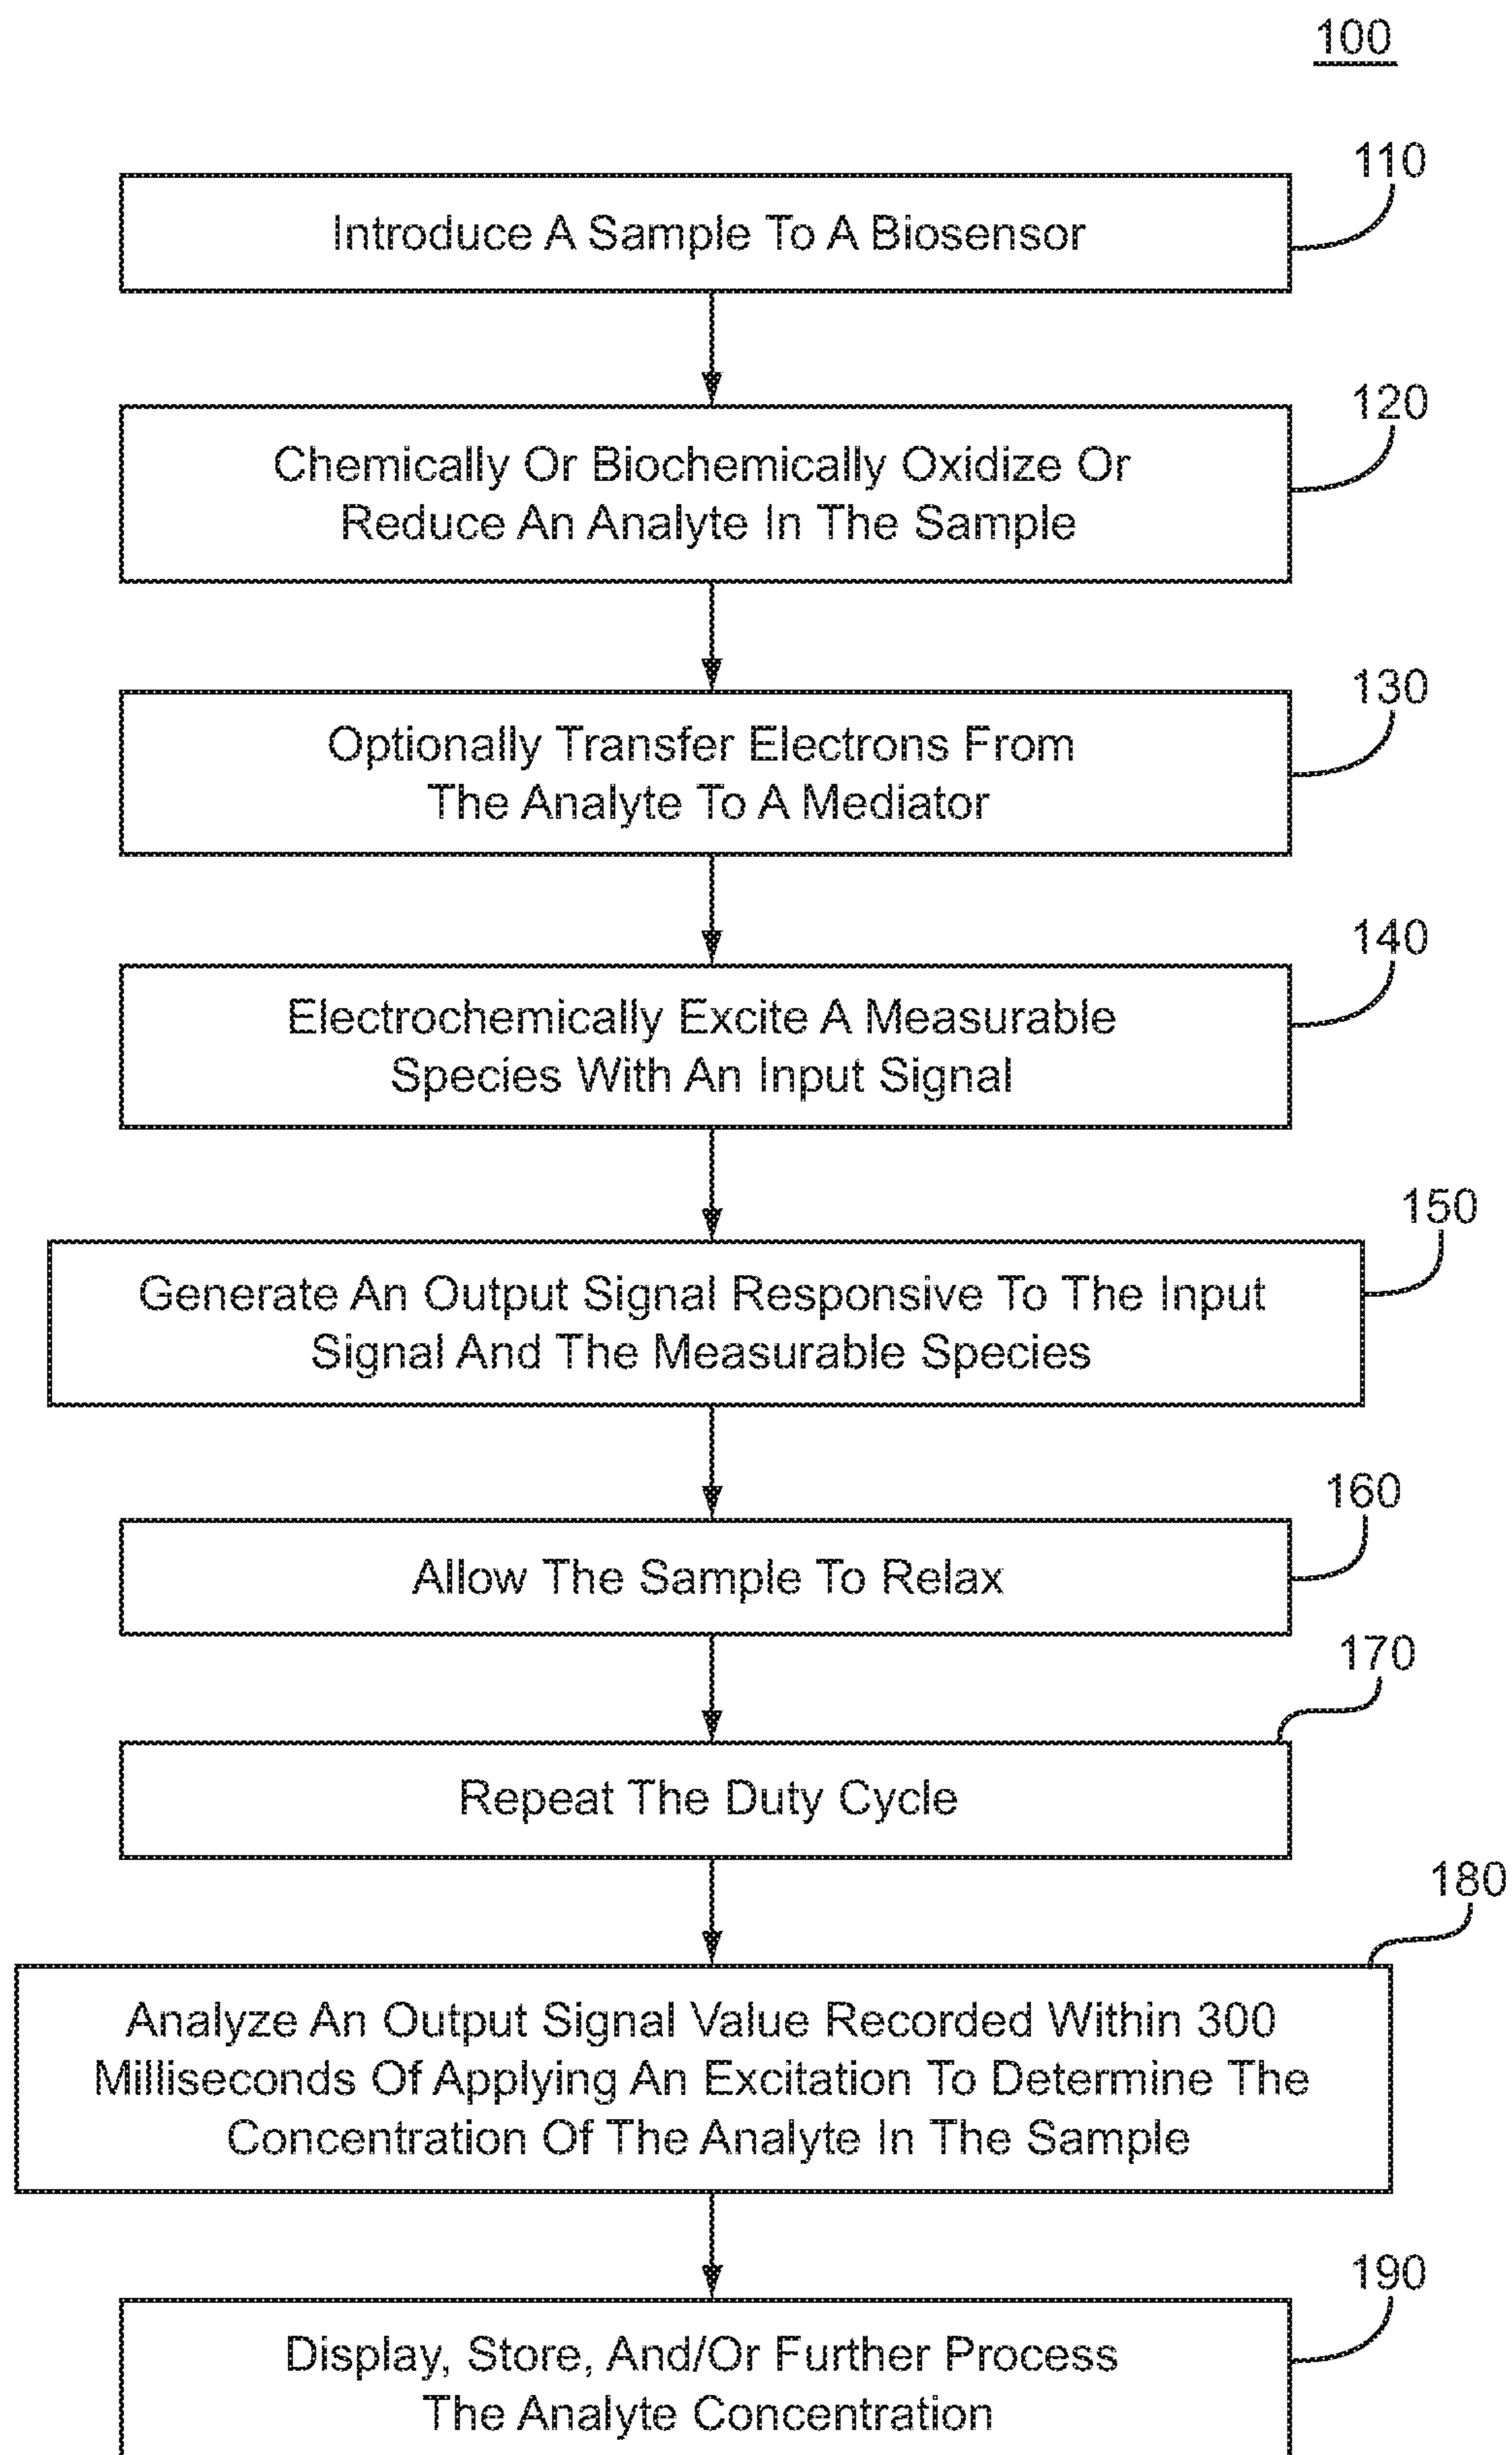 100
110
Introduce A Sample To A Biosensor
120
Chemically Or Biochemically Oxidize Or
Reduce An Analyte In The Sample
130
Optionally Transfer Electrons From
The Analyte To A Mediator
140
Electrochemically Excite A Measurable
Species With An Input Signal
150
Generate An Output Signal Responsive To The Input
Signal And The Measurable Species
160
Allow The Sample To Relax
170
Repeat The Duty Cycle
180
Analyze An Output Signal Value Recorded Within 300
Milliseconds Of Applying An Excitation To Determine The
Concentration Of The Analyte In The Sample
190
Display, Store, And/Or Further Process
The Analyte Concentration